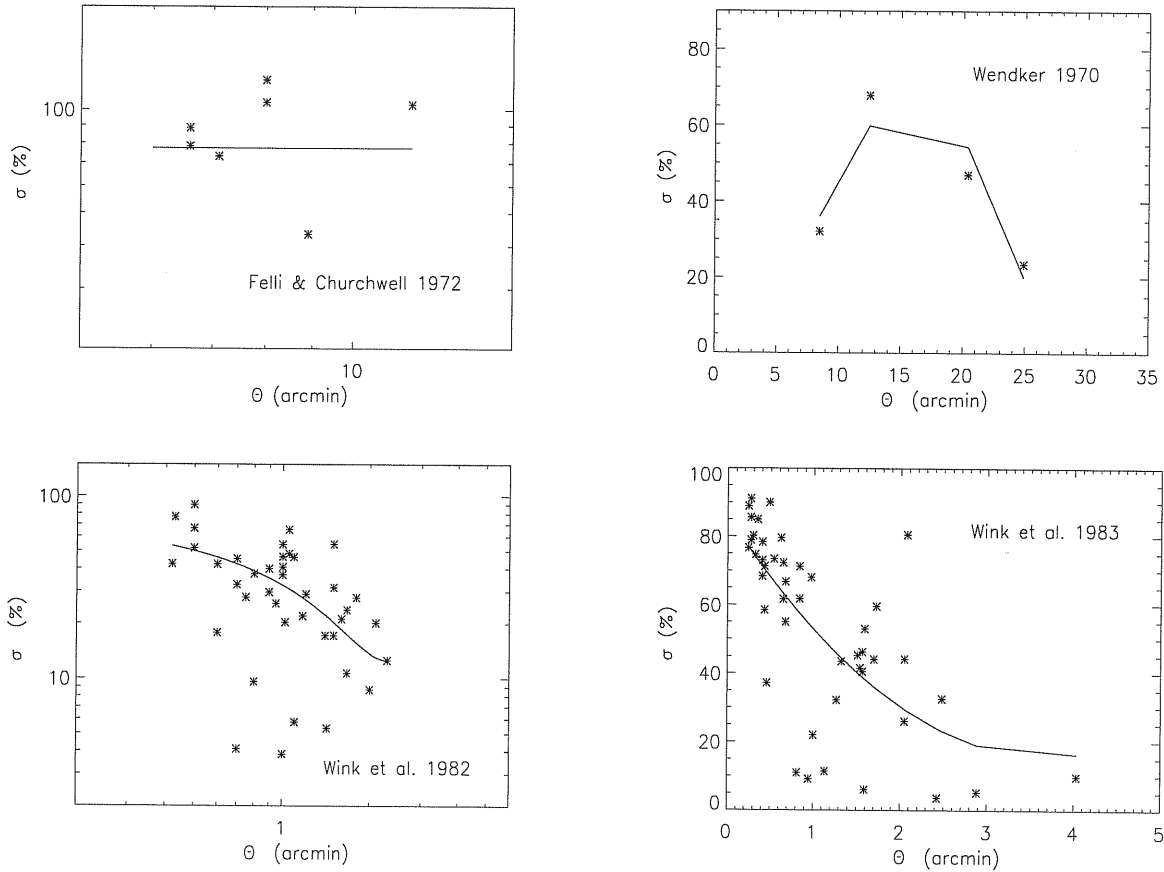 100
σ (%)
Felli & Churchwell 1972
10
Θ (arcmin)
80
60
40
20
0
σ (%)
Wendker 1970
0 5 10 15 20 25 30 35
Θ (arcmin)
100
10
σ (%)
Wink et al. 1982
1
Θ (arcmin)
100
80
60
40
20
0
σ (%)
Wink et al. 1983
0 1 2 3 4 5
Θ (arcmin)